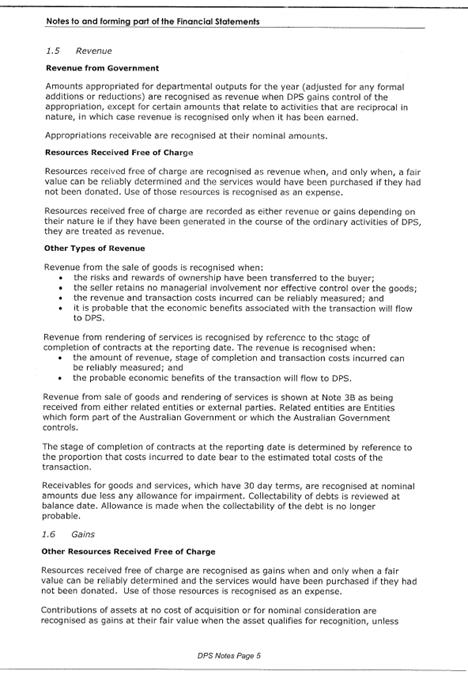 Notes to and forming part of the Financial Statements
1.5 Revenue
Revenue from Government
Amounts appropriated for departmental outputs for the year (adjusted for any formal
additions or reductions) are recognised as revenue when DPS gains control of the
appropriation, except for certain amounts that relate to activities that are reciprocal in
nature, in which case revenue is recognised only when it has been earned.
Appropriations receivable are recognised at their nominal amounts.
Resources Received Free of Charge
Resources received free of charge are recognised as revenue when, and only when, a fair
value can be reliably determined and the services would have been purchased if they had
not been donated. Use of those resources is recognised as an expense.
Resources received free of charge are recorded as either revenue or gains depending on
their nature ie if they have been generated in the course of the ordinary activities of DPS,
they are treated as revenue.
Other Types of Revenue
Revenue from the sale of goods is recognised when:
• the risks and rewards of ownership have been transferred to the buyer;
• the seller retains no managerial involvement nor effective control over the goods;
• the revenue and transaction costs incurred can be reliably measured; and
• it is probable that the economic benefits associated with the transaction will flow
to DPS.
Revenue from rendering of services is recognised by reference to the stage of
completion of contracts at the reporting date. The revenue is recognised when:
• the amount of revenue, stage of completion and transaction costs incurred can
be reliably measured; and
• the probable economic benefits of the transaction will flow to DPS.
Revenue from sale of goods and rendering of services is shown at Note 3B as being
received from either related entities or external parties. Related entities are Entities
which form part of the Australian Government or which the Australian Government
controls.
The stage of completion of contracts at the reporting date is determined by reference to
the proportion that costs incurred to date bear to the estimated total costs of the
transaction.
Receivables for goods and services, which have 30 day terms, are recognised at nominal
amounts due less any allowance for impairment. Collectability of debts is reviewed at
balance date. Allowance is made when the collectability of the debt is no longer
probable.
1.6 Gains
Other Resources Received Free of Charge
Resources received free of charge are recognised as gains when and only when a fair
value can be reliably determined and the services would have been purchased if they had
not been donated. Use of those resources is recognised as an expense.
Contributions of assets at no cost of acquisition or for nominal consideration are
recognised as gains at their fair value when the asset qualifies for recognition, unless
DPS Notes Page 5